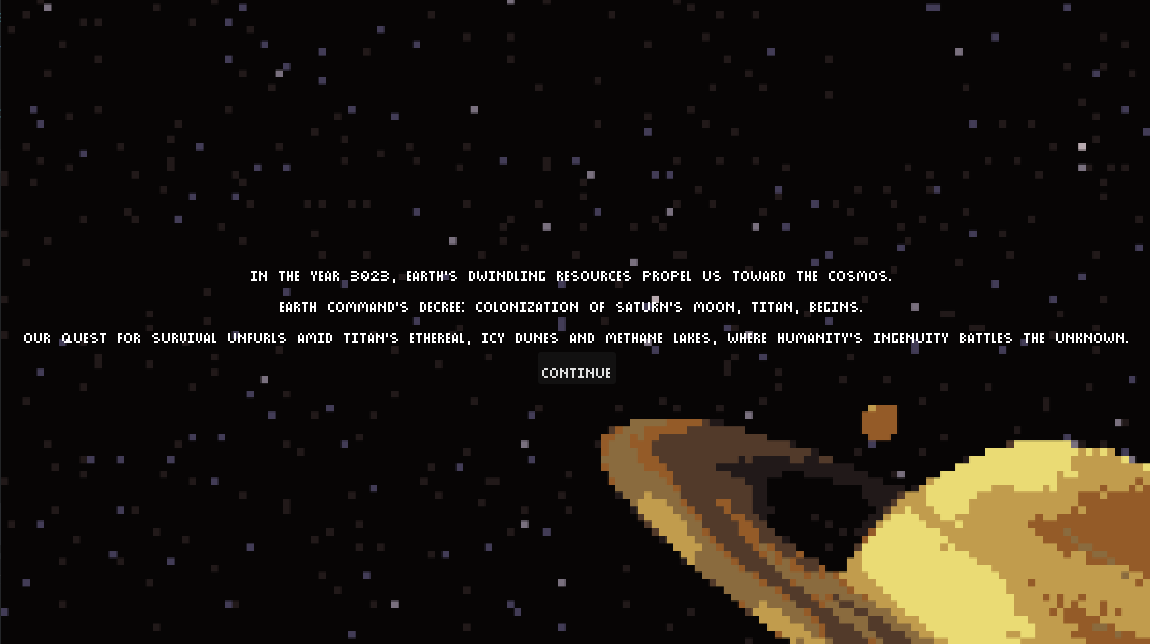 IN THE YEAR 3023, EARTH'S DWINDLING RESOURCES PROPEL US TOWARD THE COSMOS.
EARTH COMMAND'S DECREE: COLONIZATION OF SATURN'S MOON, TITAN, BEGINS.
OUR QUEST FOR SURVIVAL UNFURLS AMID TITAN'S ETHEREAL, ICY DUNES AND METHANE LAKES, WHERE HUMANITY'S INGENUITY BATTLES THE UNKNOWN.
CONTINUE